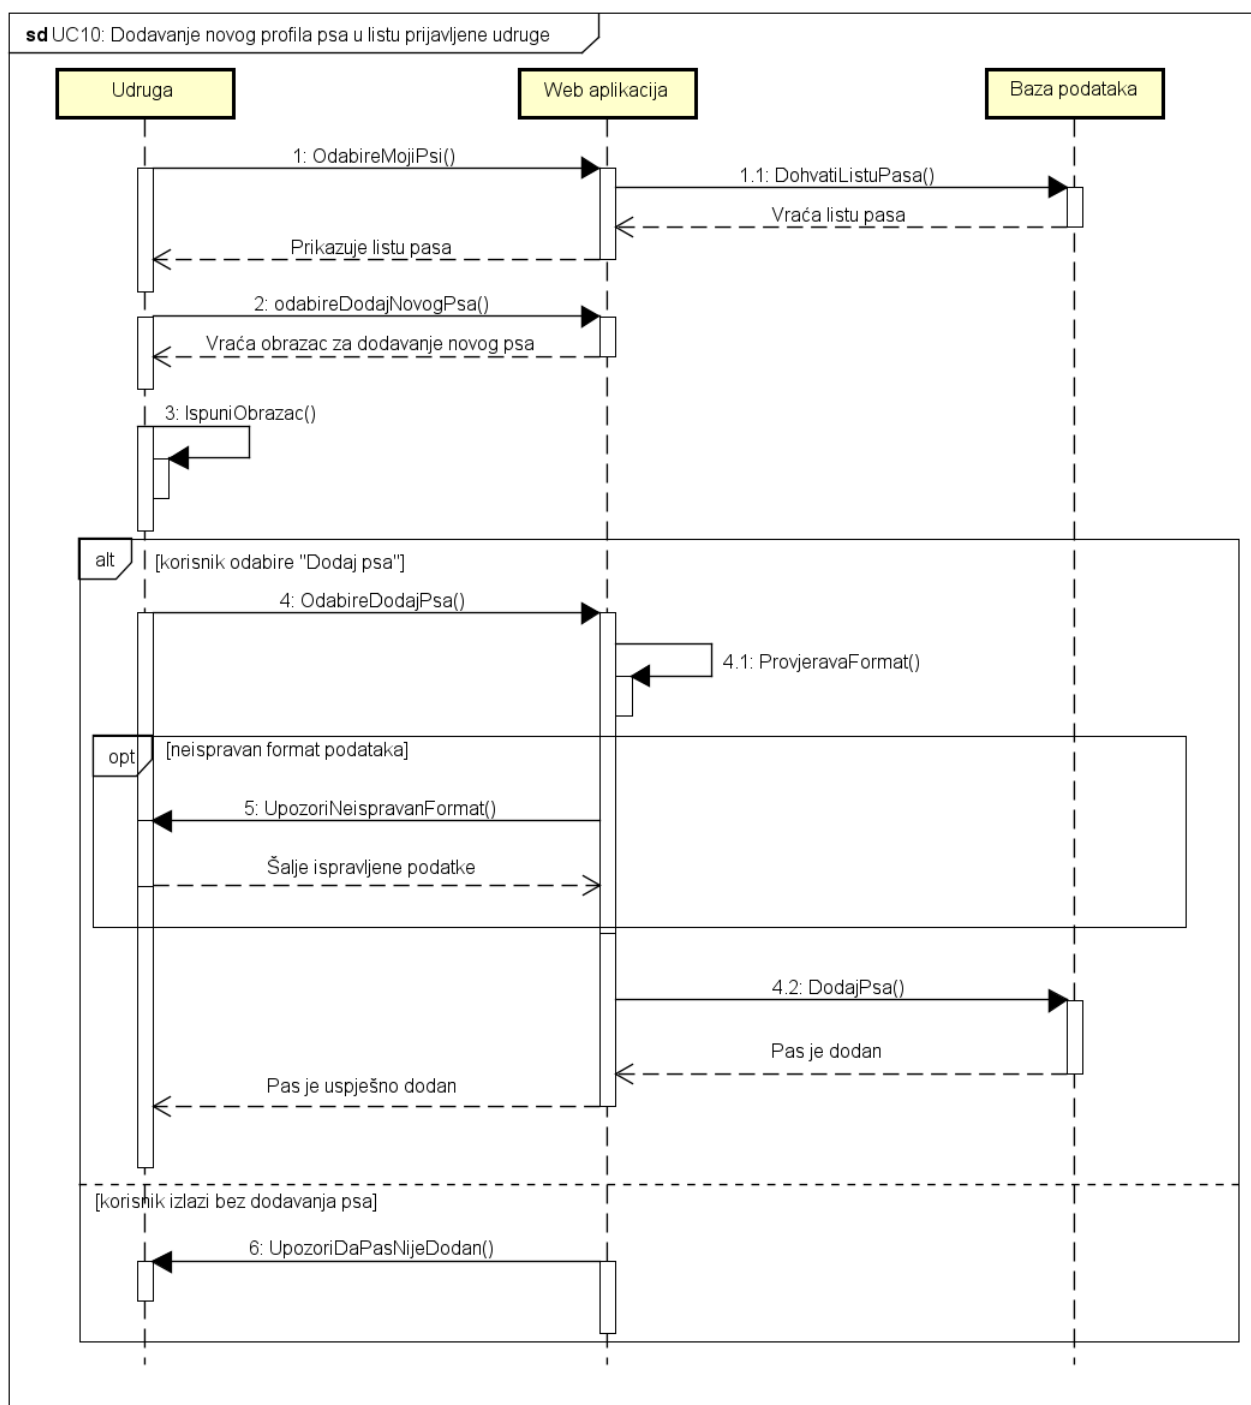 sd UC10: Dodavanje novog profila psa u listu prijavljene udruge
Udruga
Web aplikacija
Baza podataka
1: OdabireMojiPsi()
1.1: DohvatiListuPasa()
Vraća listu pasa
Prikazuje listu pasa
2: odabireDodajNovogPsa()
Vraća obrazac za dodavanje novog psa
3: IspuniObrazac()
alt
[korisnik odabire "Dodaj psa"]
4: OdabireDodajPsa()
4.1: ProvjeravaFormat()
opt
[neispravan format podataka]
5: UpozoriNeispravanFormat()
Šalje ispravljene podatke
4.2: DodajPsa()
Pas je dodan
Pas je uspješno dodan
[korisnik izlazi bez dodavanja psa]
6: UpozoriDaPasNijeDodan()